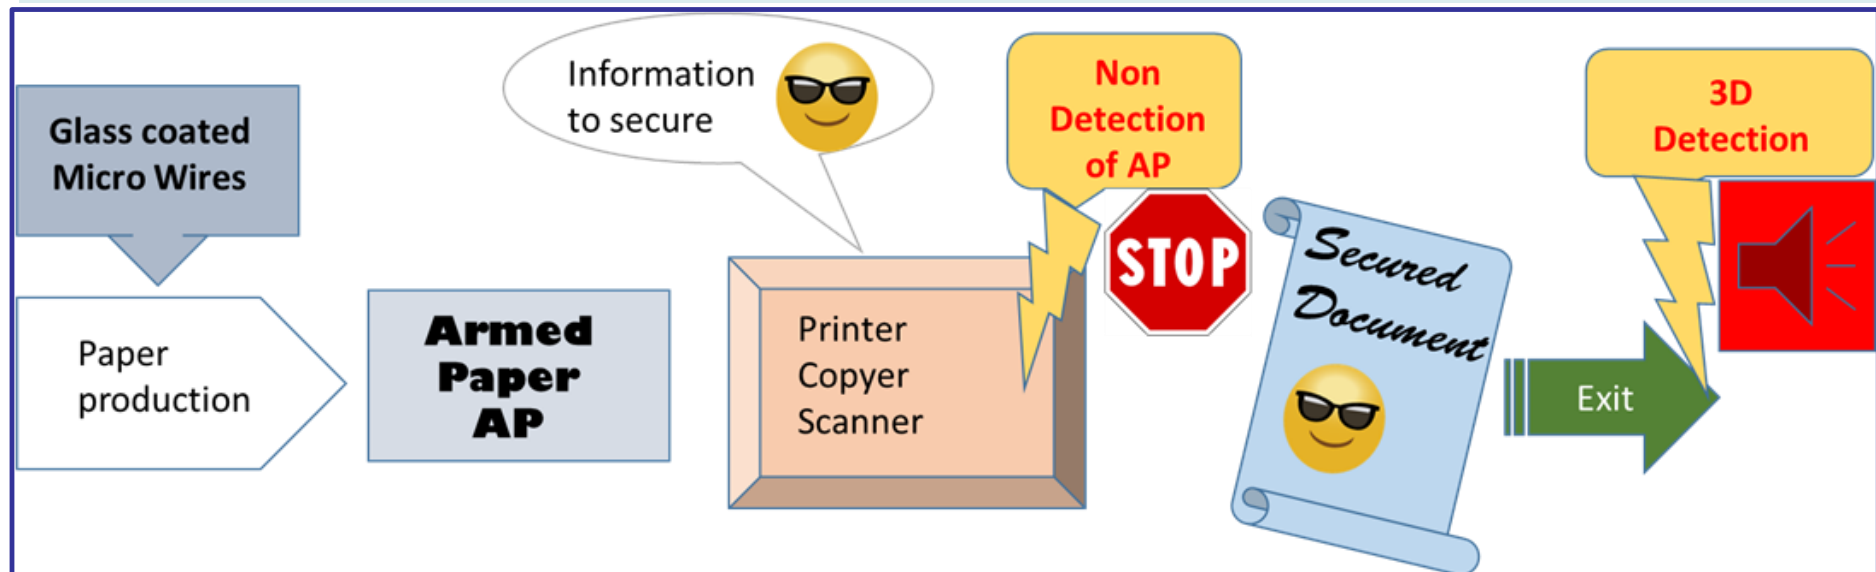 Glass coated
Micro Wires
Paper
production
Armed
Paper
AP
Information
to secure
Printer
Copyer
Scanner
Non
Detection
of AP
STOP
Secured
Document
Exit
3D
Detection